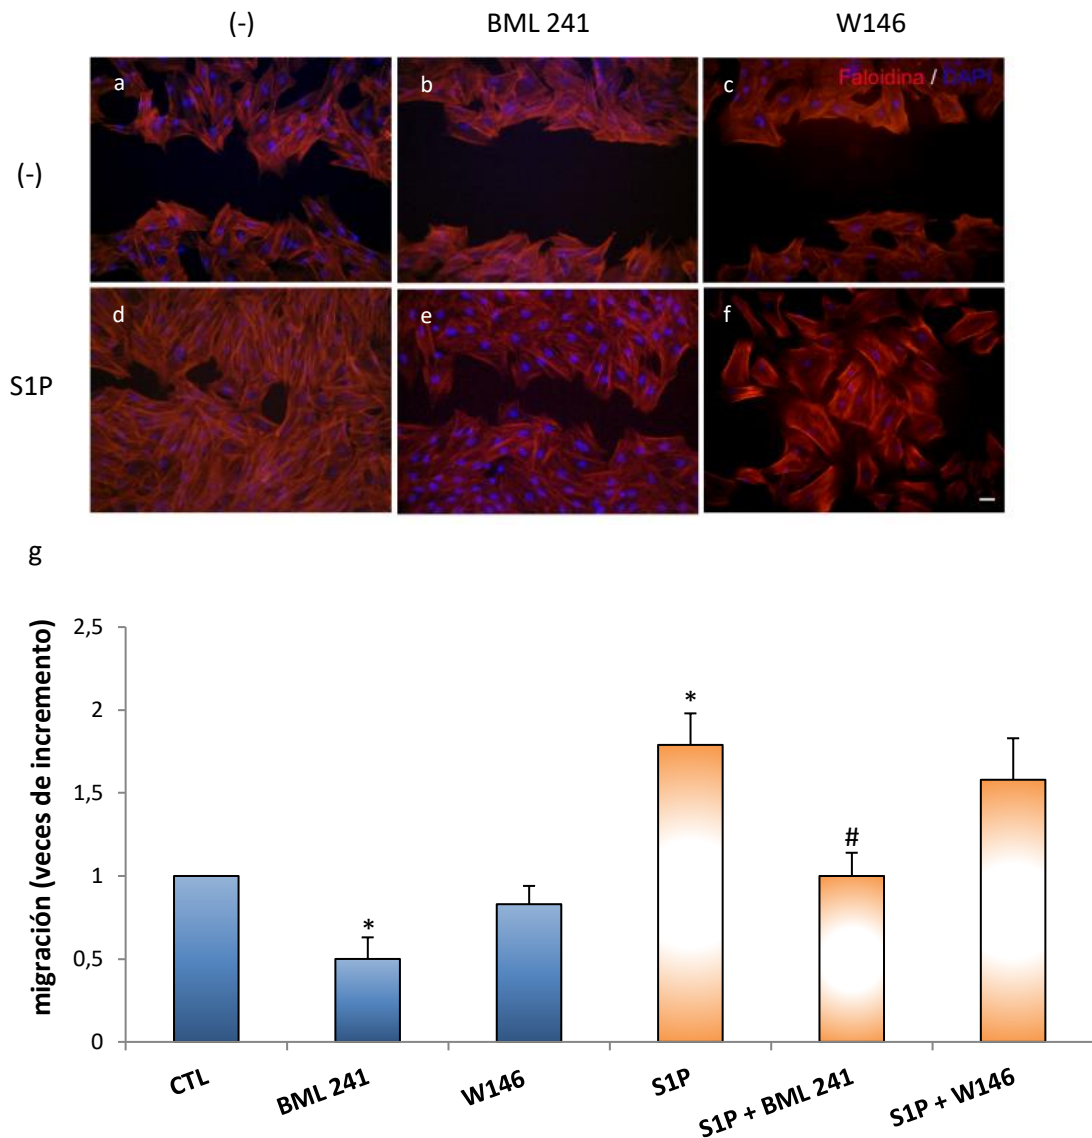 (-) BML 241 W146
a b c Faloidina / DAPI
(-)
d e f
S1P
g
migración (veces de incremento)
2,5
2
1,5
1
0,5
0
*
*
#
CTL BML 241 W146 S1P S1P + BML 241 S1P + W146